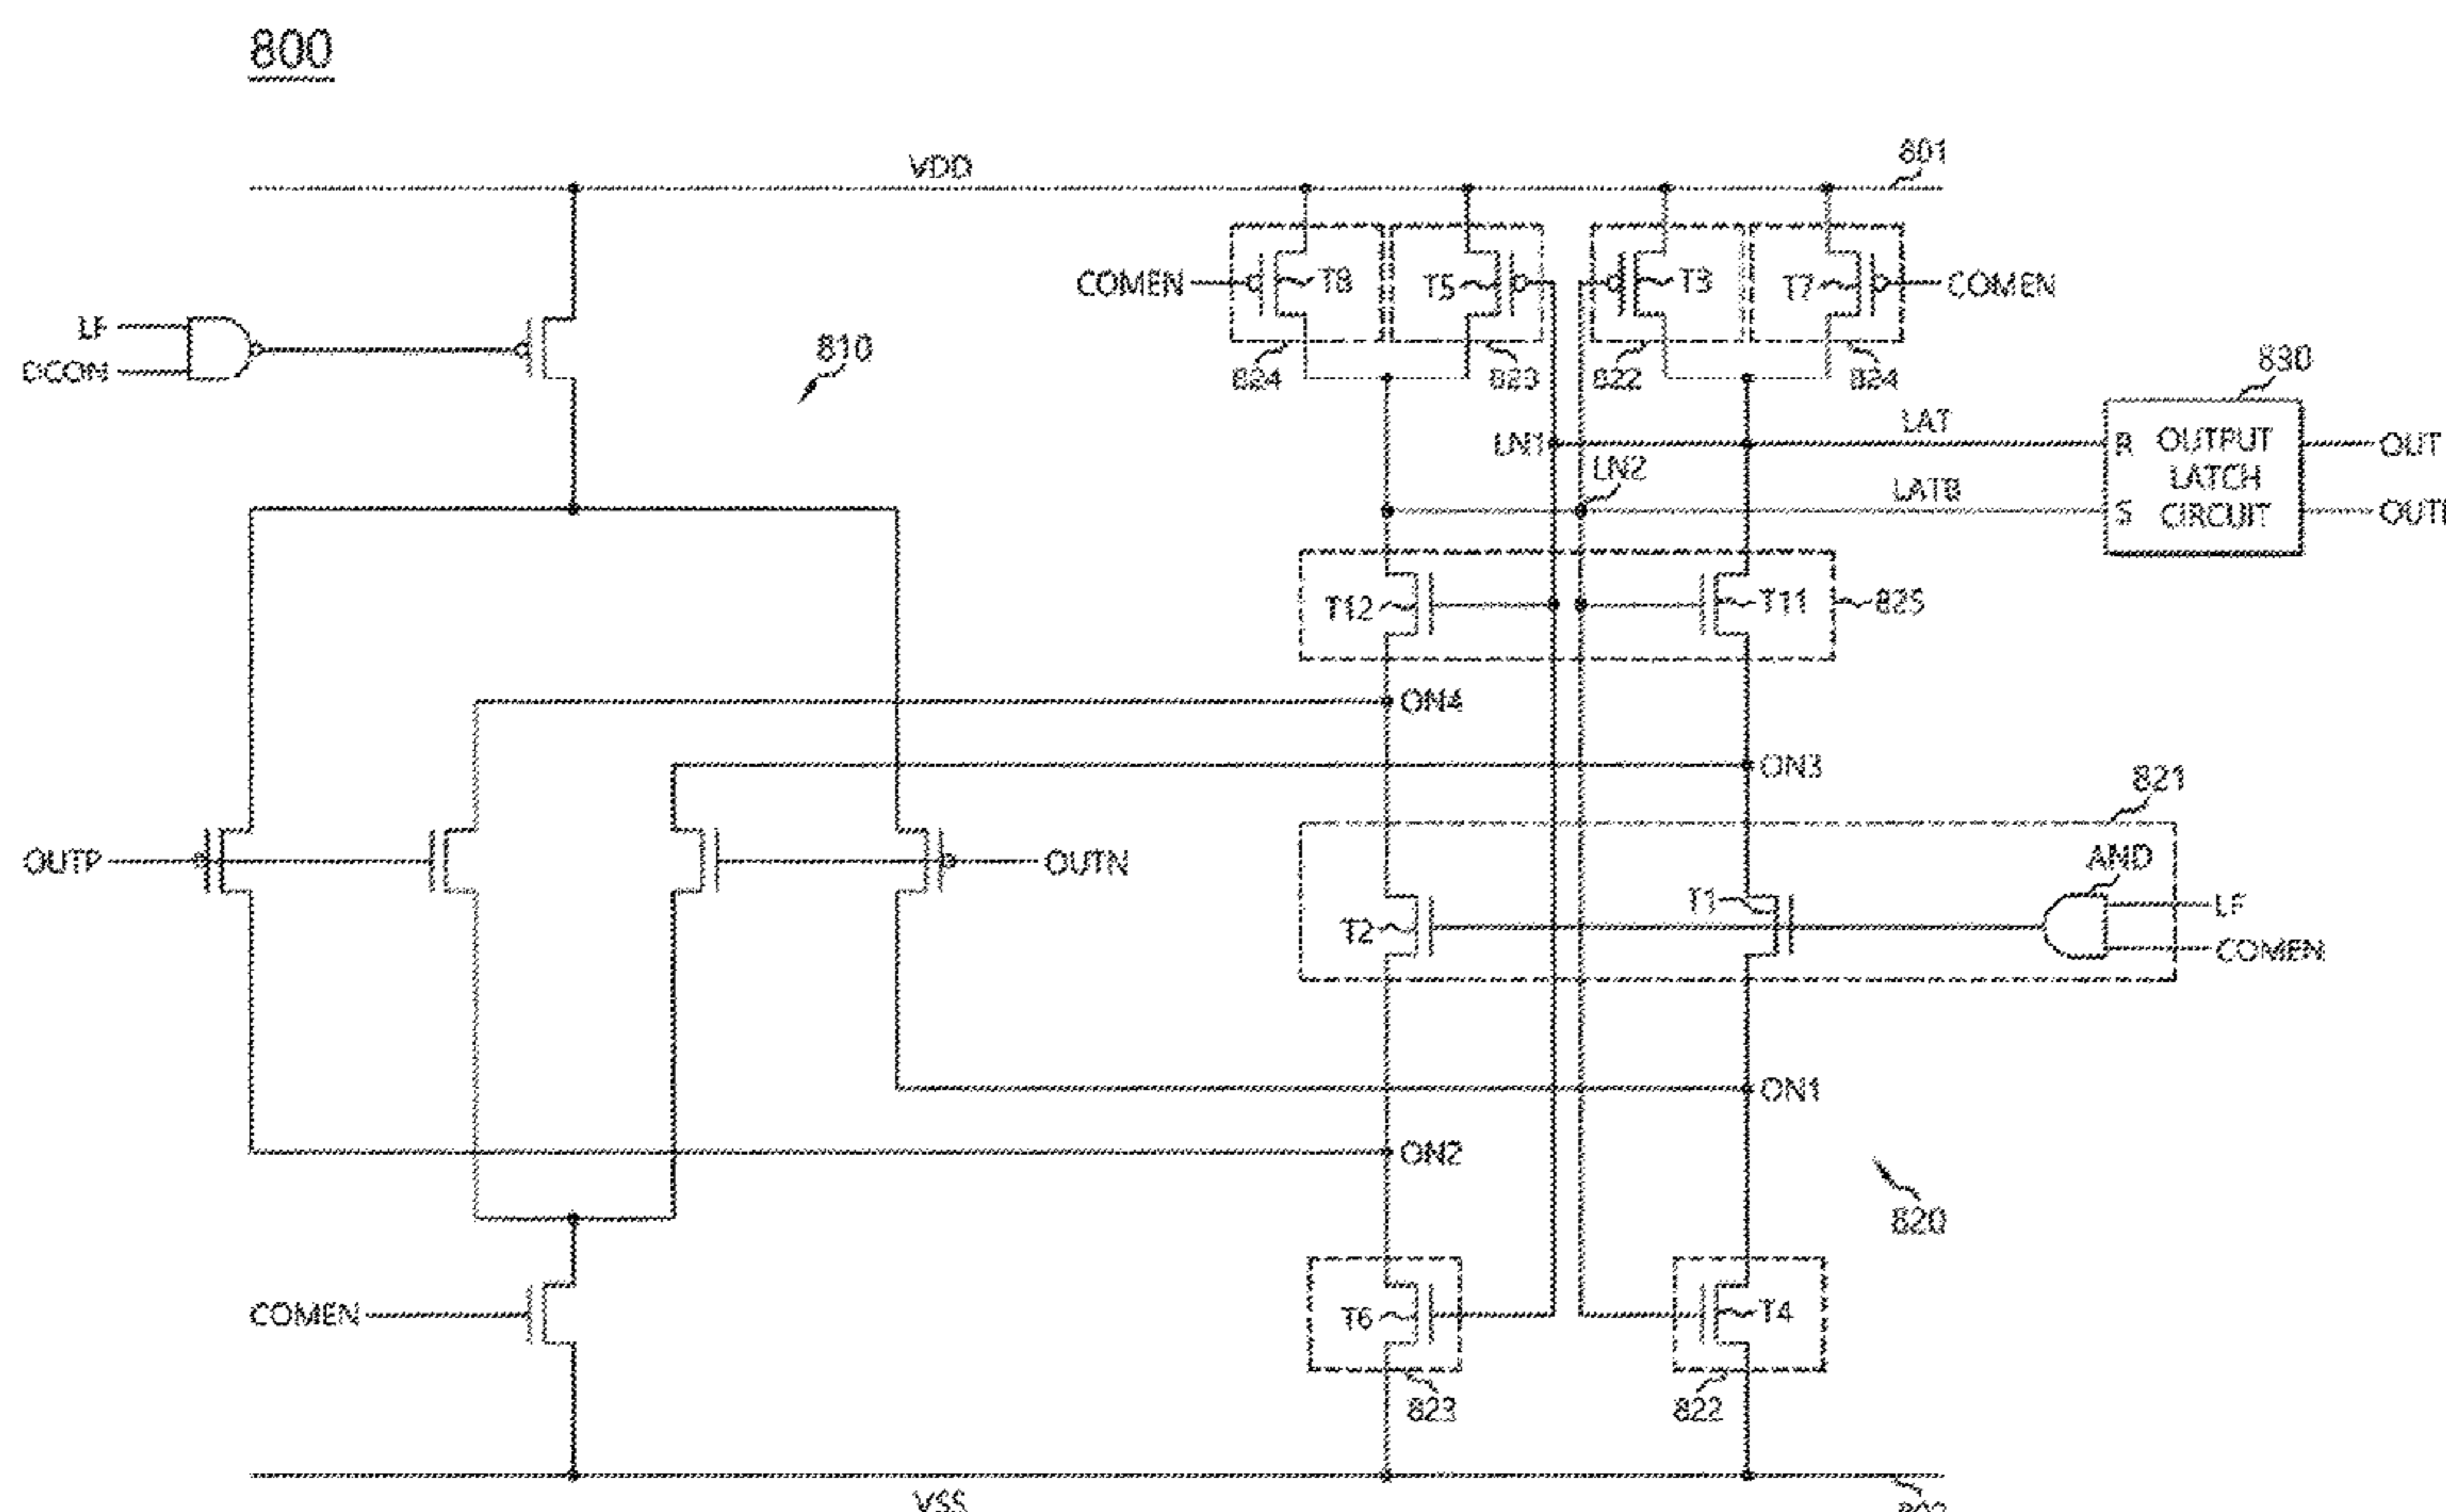 800
VDD
801
COMEN
T8
T5
T3
T7
COMEN
LF
DCON
810
824
823
822
824
830
LN1
LAT
R
OUTPUT
LATCH
CIRCUIT
OUT
LN2
LATB
S
T12
T11
825
ON4
ON3
821
OUTP
OUTN
AND
T1
LF
T2
COMEN
ON1
ON2
820
COMEN
T6
T4
823
822
VSS